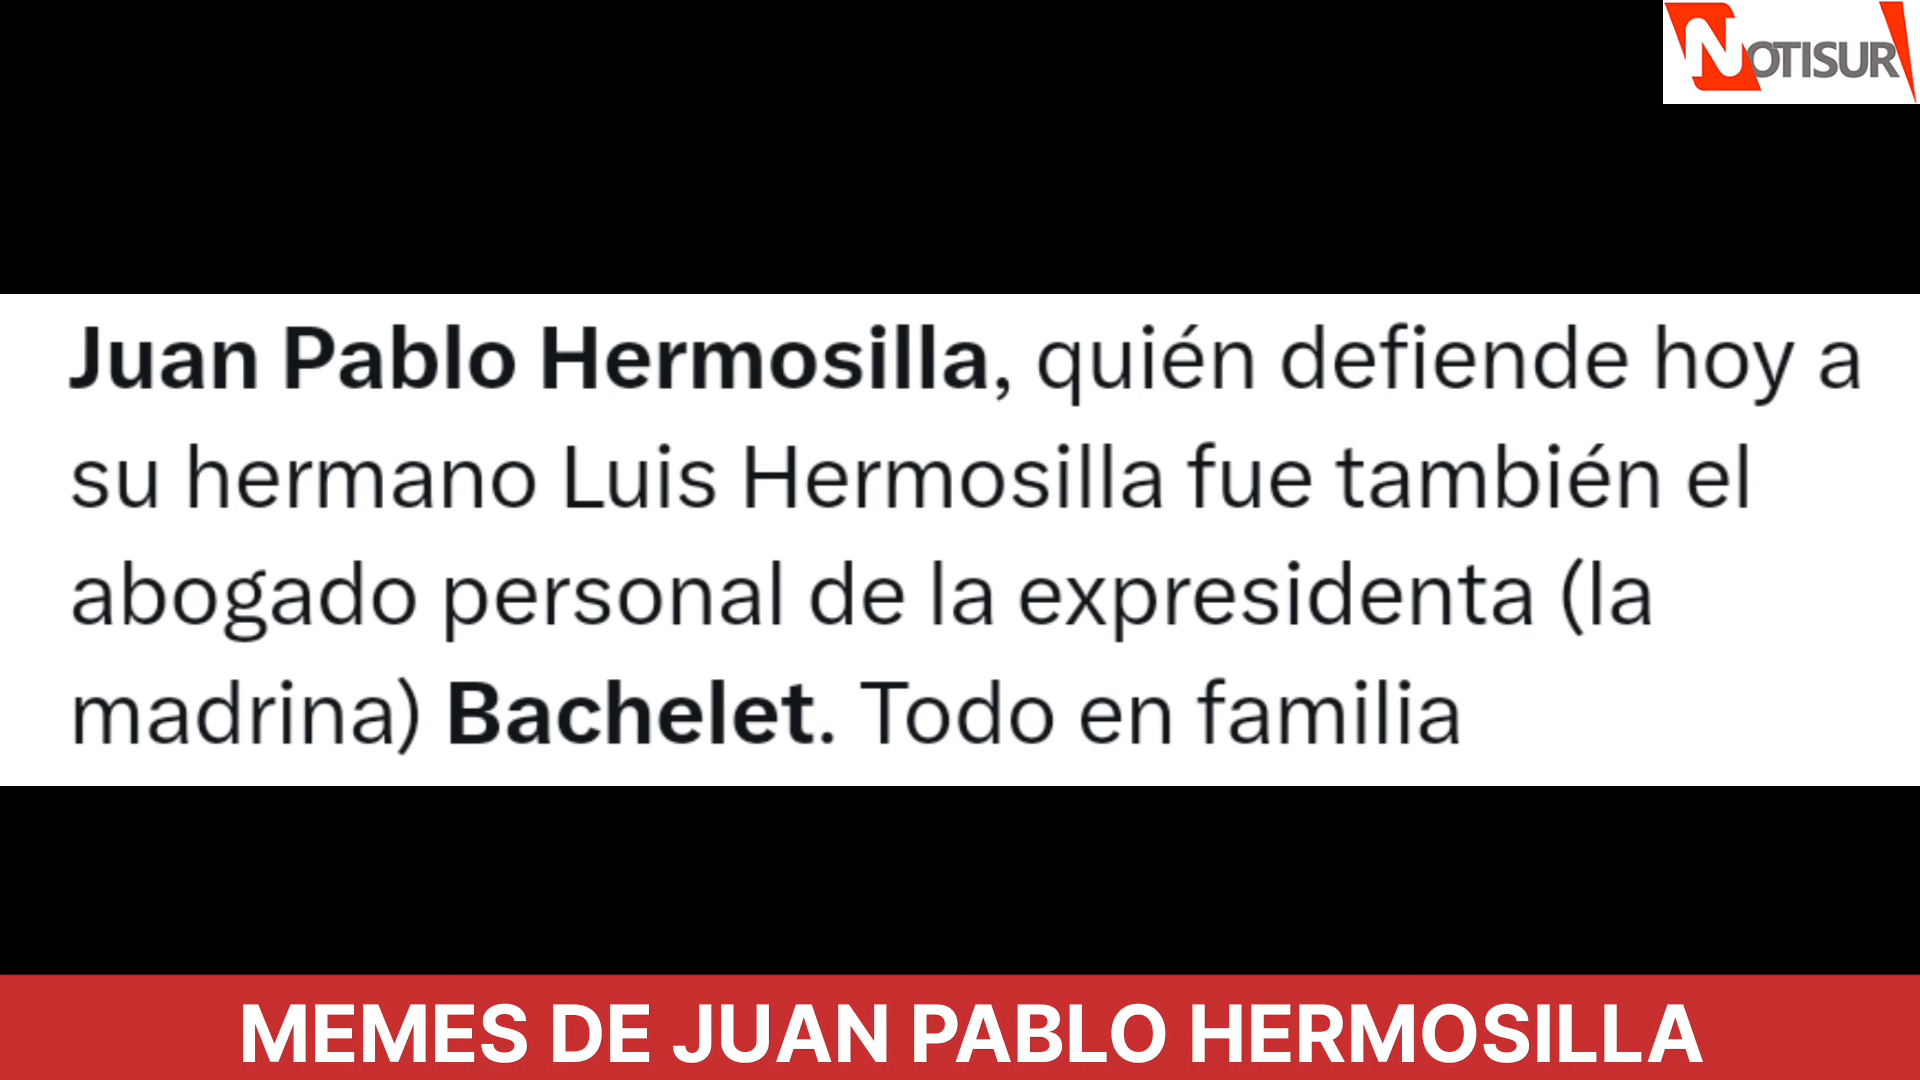 NOTISUR
Juan Pablo Hermosilla, quién defiende hoy a
su hermano Luis Hermosilla fue también el
abogado personal de la expresidenta (la
madrina) Bachelet. Todo en familia
MEMES DE JUAN PABLO HERMOSILLA